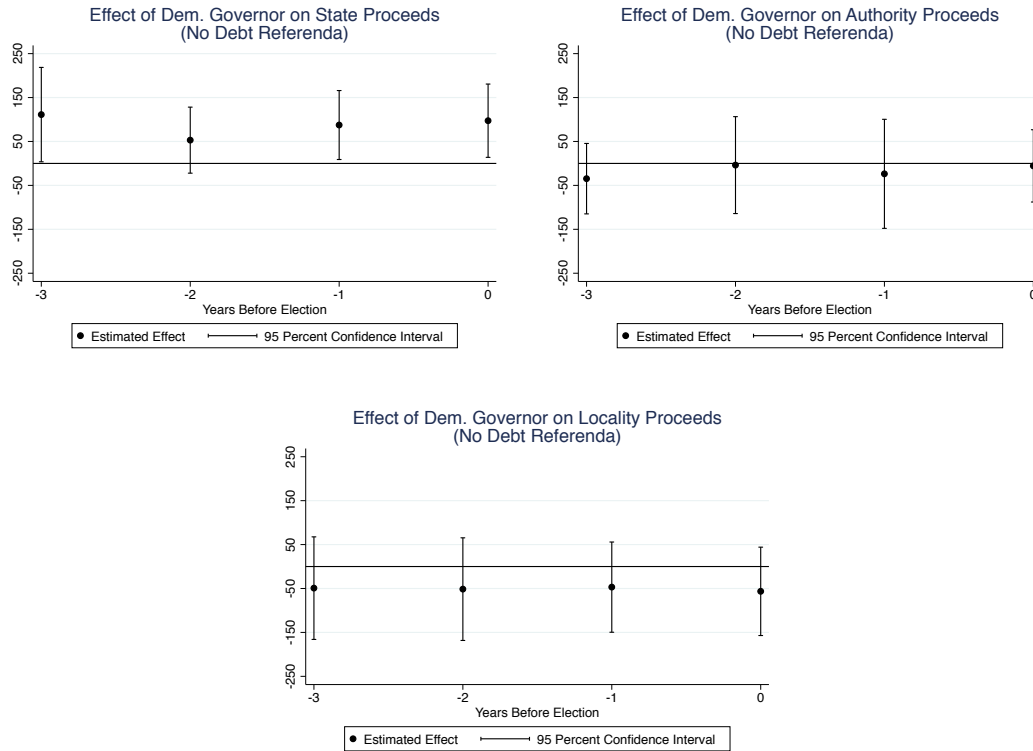 Effect of Dem. Governor on State Proceeds
(No Debt Referenda)
250
150
50
-50
-150
-250
-3
-2
-1
0
Years Before Election
Estimated Effect
95 Percent Confidence Interval
Effect of Dem. Governor on Authority Proceeds
(No Debt Referenda)
250
150
50
-50
-150
-250
-3
-2
-1
0
Years Before Election
Estimated Effect
95 Percent Confidence Interval
Effect of Dem. Governor on Locality Proceeds
(No Debt Referenda)
250
150
50
-50
-150
-250
-3
-2
-1
0
Years Before Election
Estimated Effect
95 Percent Confidence Interval